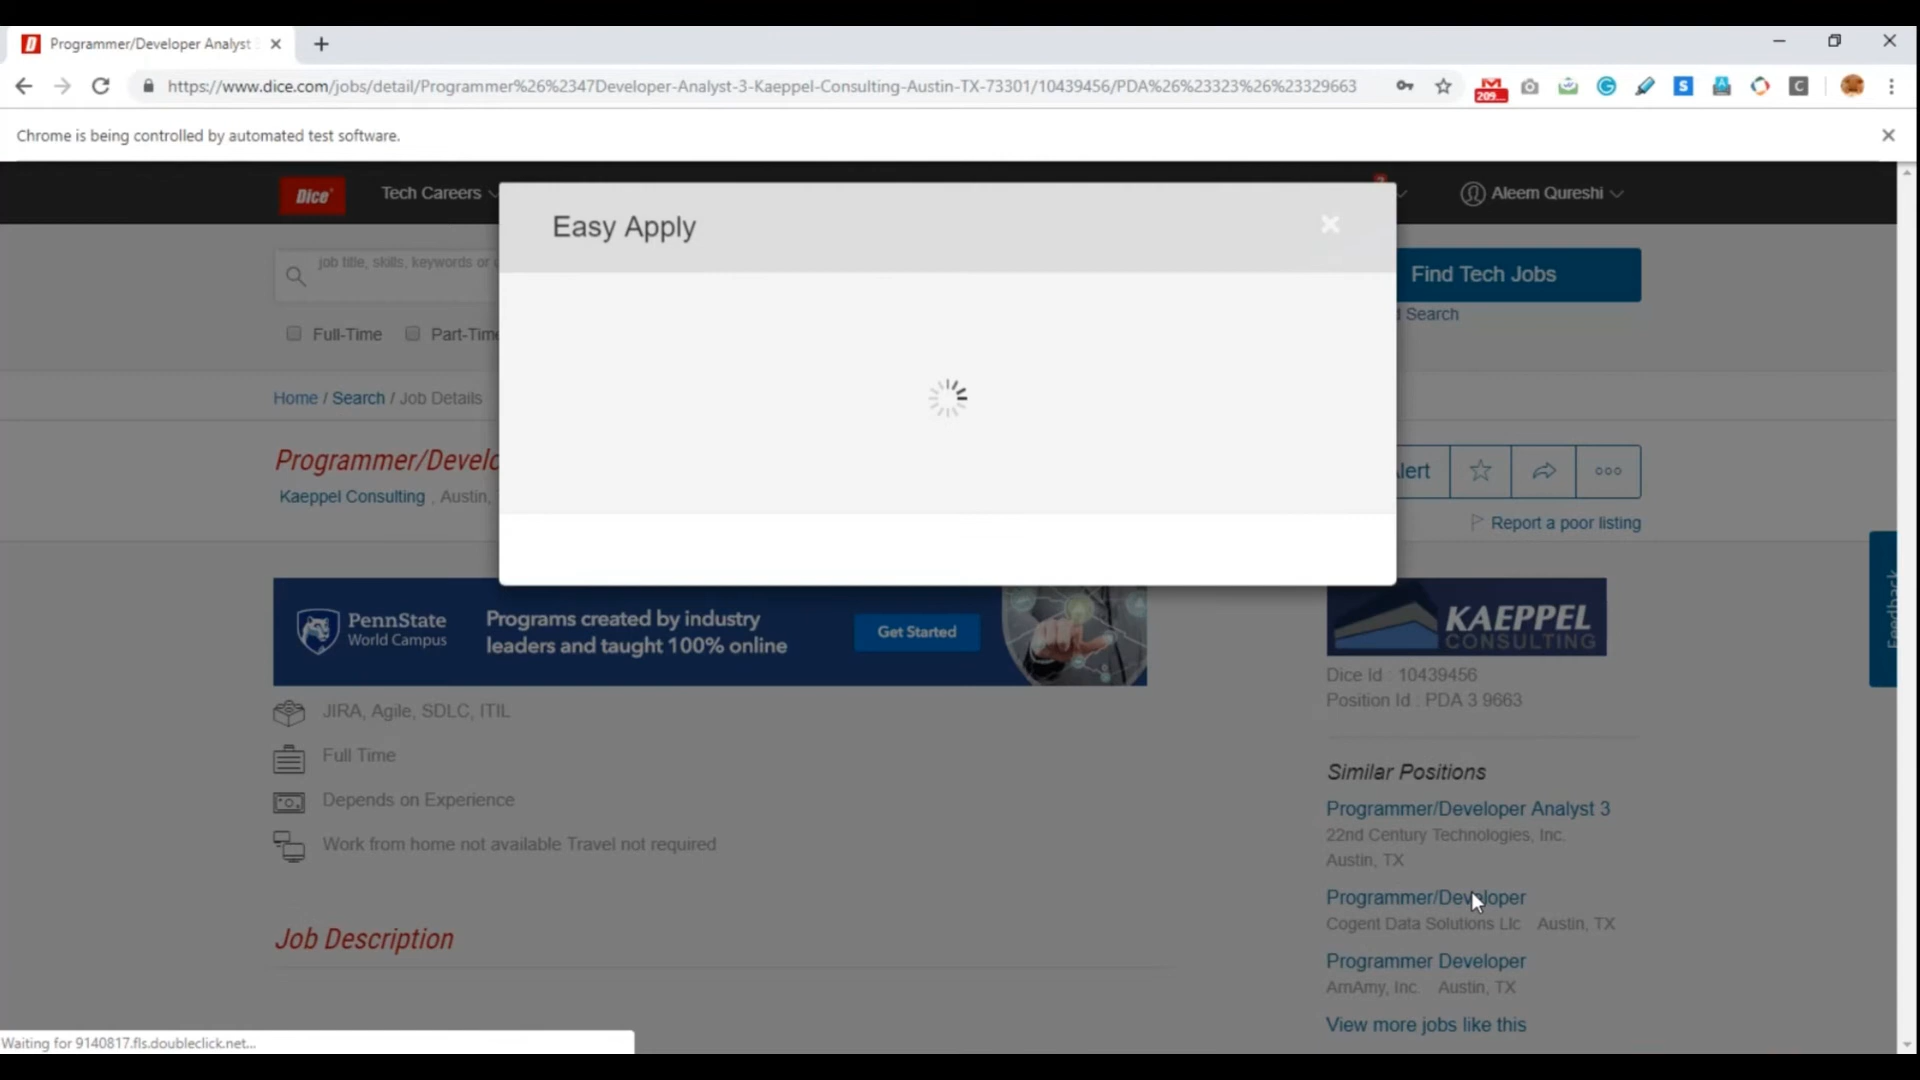 Programmer/Developer Analyst
https://www.dice.com/jobs/detail/Programmer%26%2347Developer-Analyst-3-Kaeppel-Consulting-Austin-TX-73301/10439456/PDA%26%23323%26%23329663
209...
Chrome is being controlled by automated test software.
Dice
Tech Careers
Aleem Qureshi
Easy Apply
job title, skills, keywords or
Find Tech Jobs
Search
Full-Time
Part-Time
Home / Search / Job Details
Programmer/Develo
Kaeppel Consulting , Austin,
lert
Report a poor listing
Feedback
PennState
World Campus
Programs created by industry
leaders and taught 100% online
Get Started
KAEPPEL
CONSULTING
Dice Id : 10439456
Position Id : PDA 3 9663
JIRA, Agile, SDLC, ITIL
Full Time
Depends on Experience
Work from home not available Travel not required
Similar Positions
Programmer/Developer Analyst 3
22nd Century Technologies, Inc.
Austin, TX
Programmer/Developer
Cogent Data Solutions Llc Austin, TX
Programmer Developer
AmAmy, Inc. Austin, TX
View more jobs like this
Job Description
Waiting for 9140817.fls.doubleclick.net...